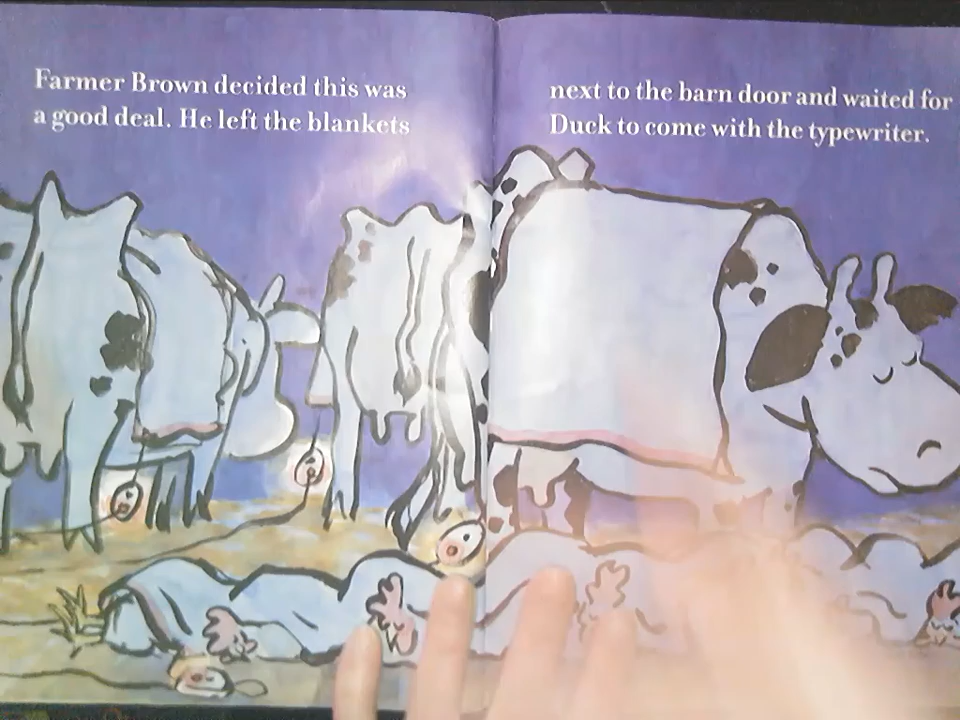 Farmer Brown decided this was
a good deal. He left the blankets
next to the barn door and waited for
Duck to come with the typewriter.